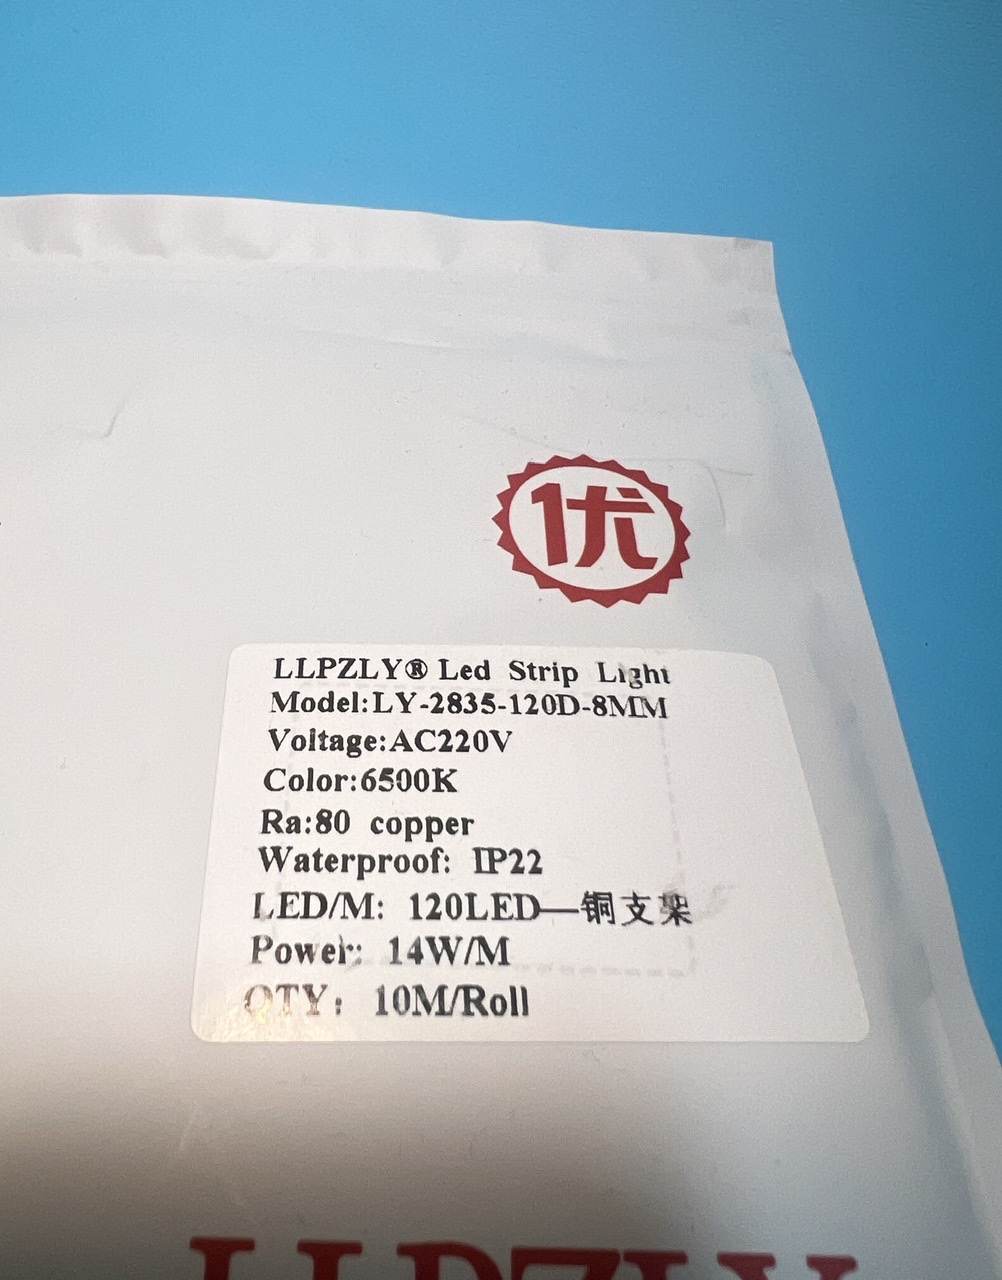 优
LLPZLY® Led Strip Light
Model:LY-2835-120D-8MM
Voltage:AC220V
Color:6500K
Ra:80 copper
Waterproof: IP22
LED/M: 120LED—铜支架
Power: 14W/M
QTY: 10M/Roll
LLPZLY